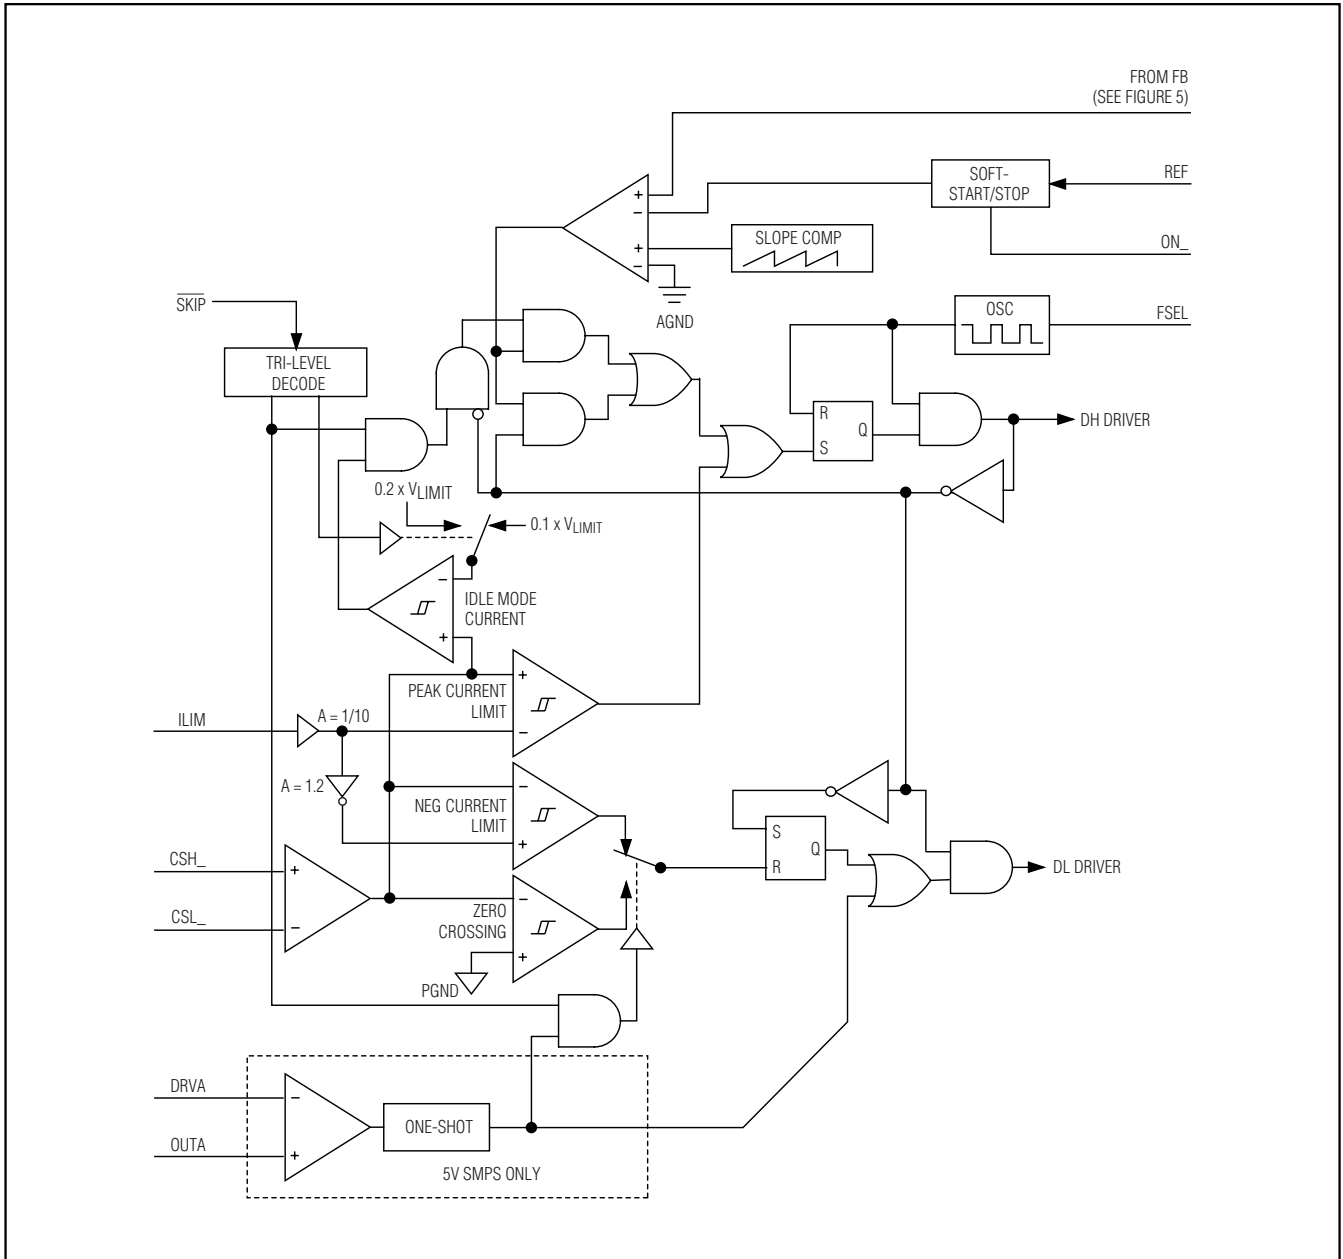 FROM FB
(SEE FIGURE 5)
SOFT-
START/STOP
REF
+
−
SLOPE COMP
+
−
ON_
AGND
SKIP
OSC
FSEL
TRI-LEVEL
DECODE
R
Q
S
DH DRIVER
0.2 x VLIMIT
0.1 x VLIMIT
−
IDLE MODE
CURRENT
+
PEAK CURRENT
LIMIT
+
−
ILIM
A = 1/10
A = 1.2
NEG CURRENT
LIMIT
−
+
S
Q
R
DL DRIVER
CSH_
+
CSL_
−
ZERO
CROSSING
−
+
PGND
DRVA
−
ONE-SHOT
OUTA
+
5V SMPS ONLY